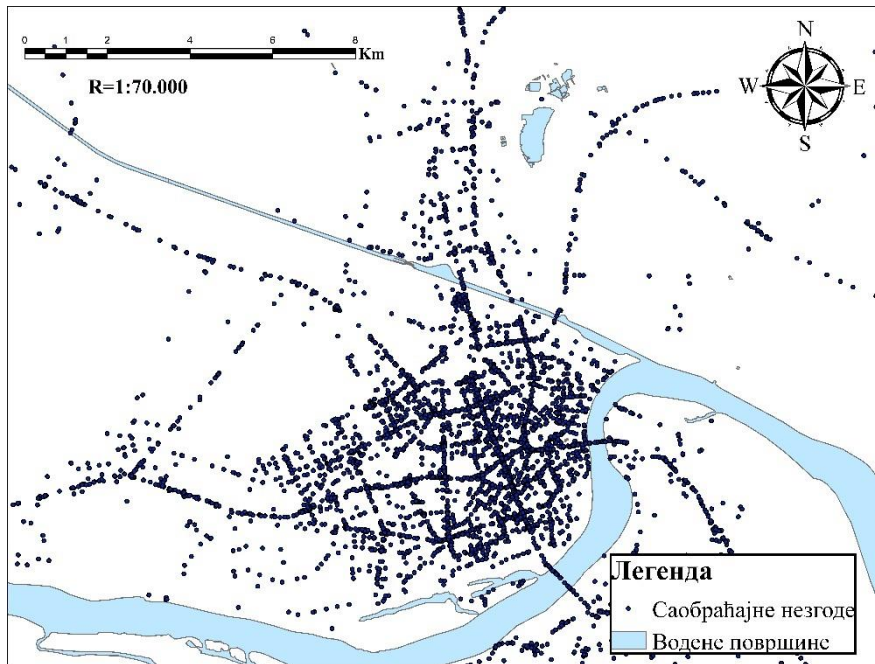 0 1 2 4 6 8
Km
R=1:70.000
N
W E
S
Легенда
Саобраћајне незгоде
Водене површине